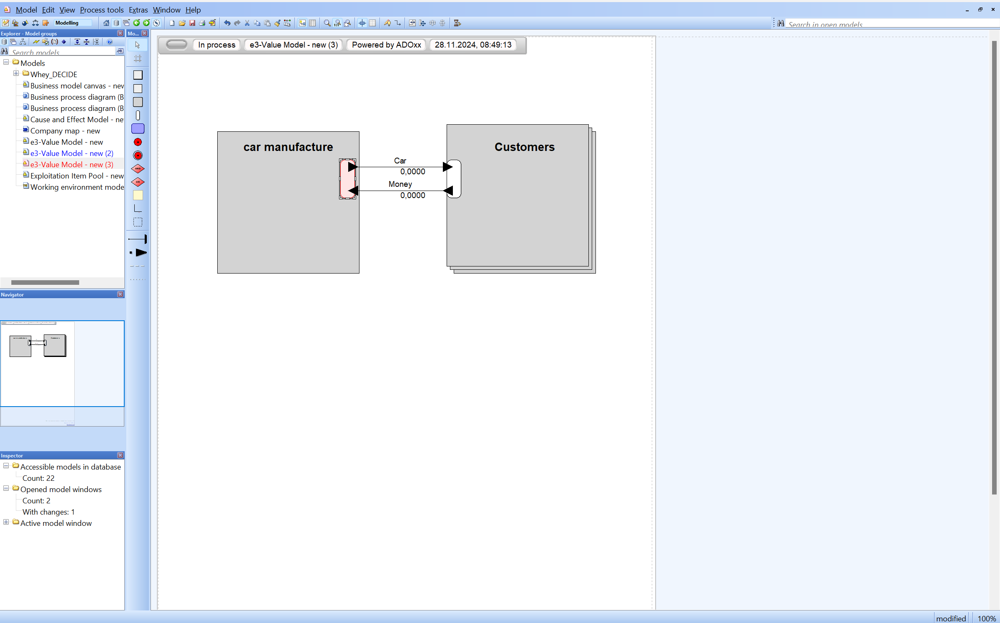 Model Edit View Process tools Extras Window Help
Modelling
Search in open models
Explorer - Model groups
Mo...
Search models
Models
Whey_DECIDE
Business model canvas - new
Business process diagram (B
Business process diagram (B
Cause and Effect Model - ne
Company map - new
e3-Value Model - new
e3-Value Model - new (2)
e3-Value Model - new (3)
Exploitation Item Pool - new
Working environment mode
AND
OR
In process
e3-Value Model - new (3)
Powered by ADOxx
28.11.2024, 08:49:13
car manufacture
Customers
Car
0,0000
Money
0,0000
Navigator
Inspector
Accessible models in database
Count: 22
Opened model windows
Count: 2
With changes: 1
Active model window
modified
100%